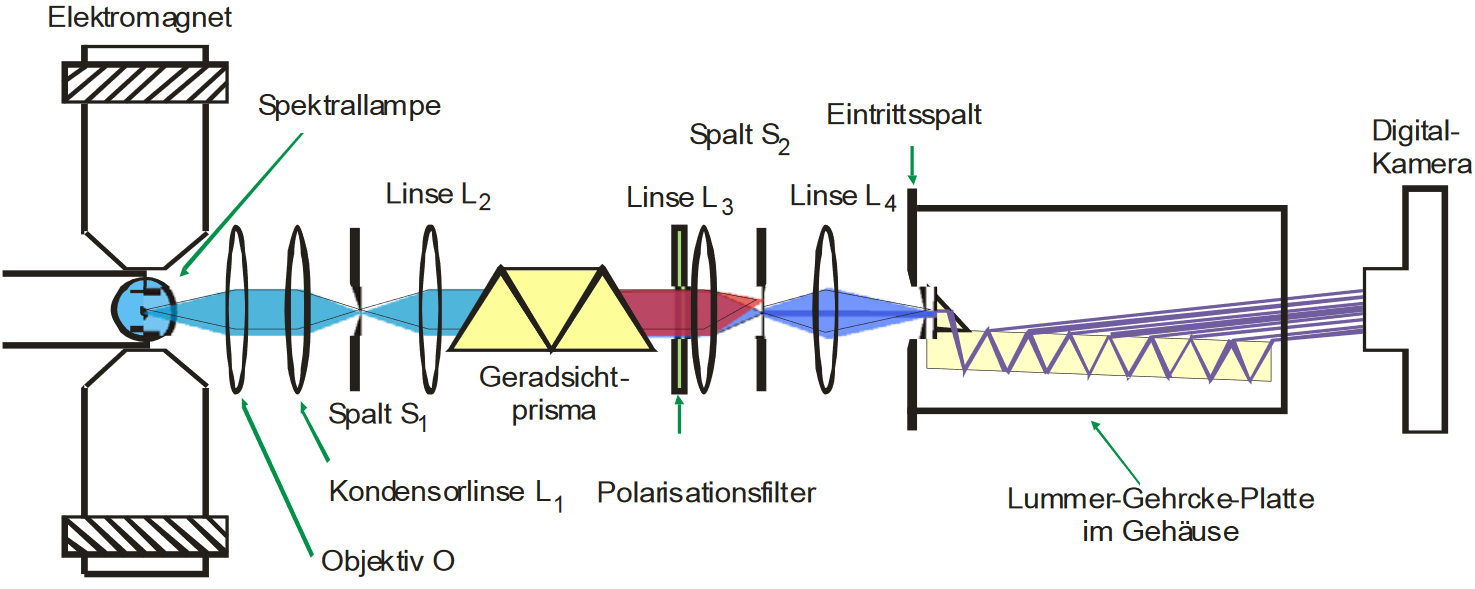 Elektromagnet
Spektrallampe
Linse L2
Spalt S1
Kondensorlinse L1
Objektiv O
Geradsicht-
prisma
Linse L3
Polarisationsfilter
Spalt S2
Linse L4
Eintrittsspalt
Lummer-Gehrcke-Platte
im Gehäuse
Digital-
Kamera